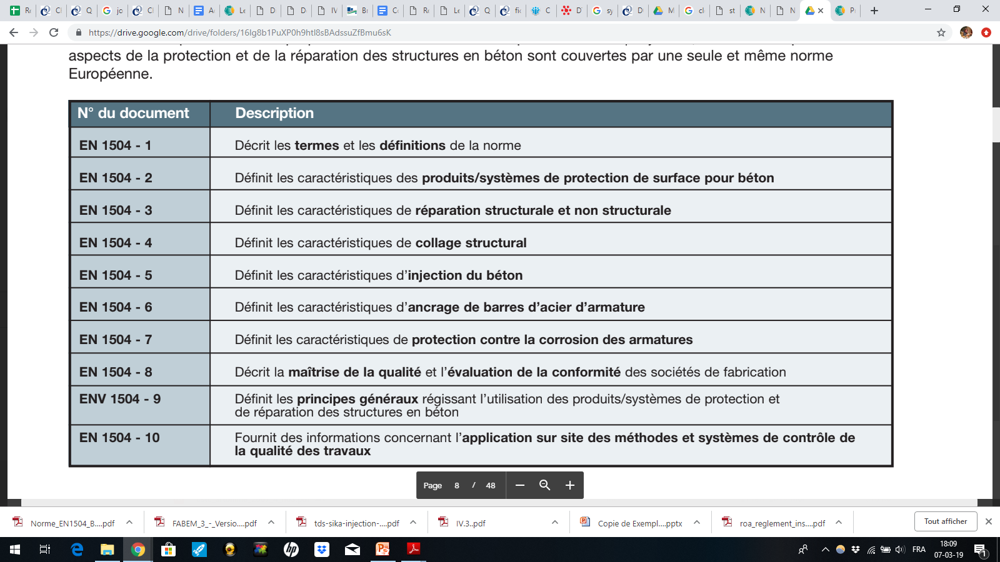 https://drive.google.com/drive/folders/16Ig8b1PuXP0h9htI8sBAdssuZfBmu6sK
aspects de la protection et de la réparation des structures en béton sont couvertes par une seule et même norme
Européenne.
N° du document Description
EN 1504 - 1 Décrit les termes et les définitions de la norme
EN 1504 - 2 Définit les caractéristiques des produits/systèmes de protection de surface pour béton
EN 1504 - 3 Définit les caractéristiques de réparation structurale et non structurale
EN 1504 - 4 Définit les caractéristiques de collage structural
EN 1504 - 5 Définit les caractéristiques d’injection du béton
EN 1504 - 6 Définit les caractéristiques d’ancrage de barres d’acier d’armature
EN 1504 - 7 Définit les caractéristiques de protection contre la corrosion des armatures
EN 1504 - 8 Décrit la maîtrise de la qualité et l’évaluation de la conformité des sociétés de fabrication
ENV 1504 - 9 Définit les principes généraux régissant l’utilisation des produits/systèmes de protection et
de réparation des structures en béton
EN 1504 - 10 Fournit des informations concernant l’application sur site des méthodes et systèmes de contrôle de
la qualité des travaux
Page 8 / 48
Norme_EN1504_B....pdf FABEM_3_-_Versio....pdf tds-sika-injection-....pdf IV.3..pdf Copie de Exempl....pptx roa_reglement_ins....pdf Tout afficher
FRA 18:09
07-03-19 1